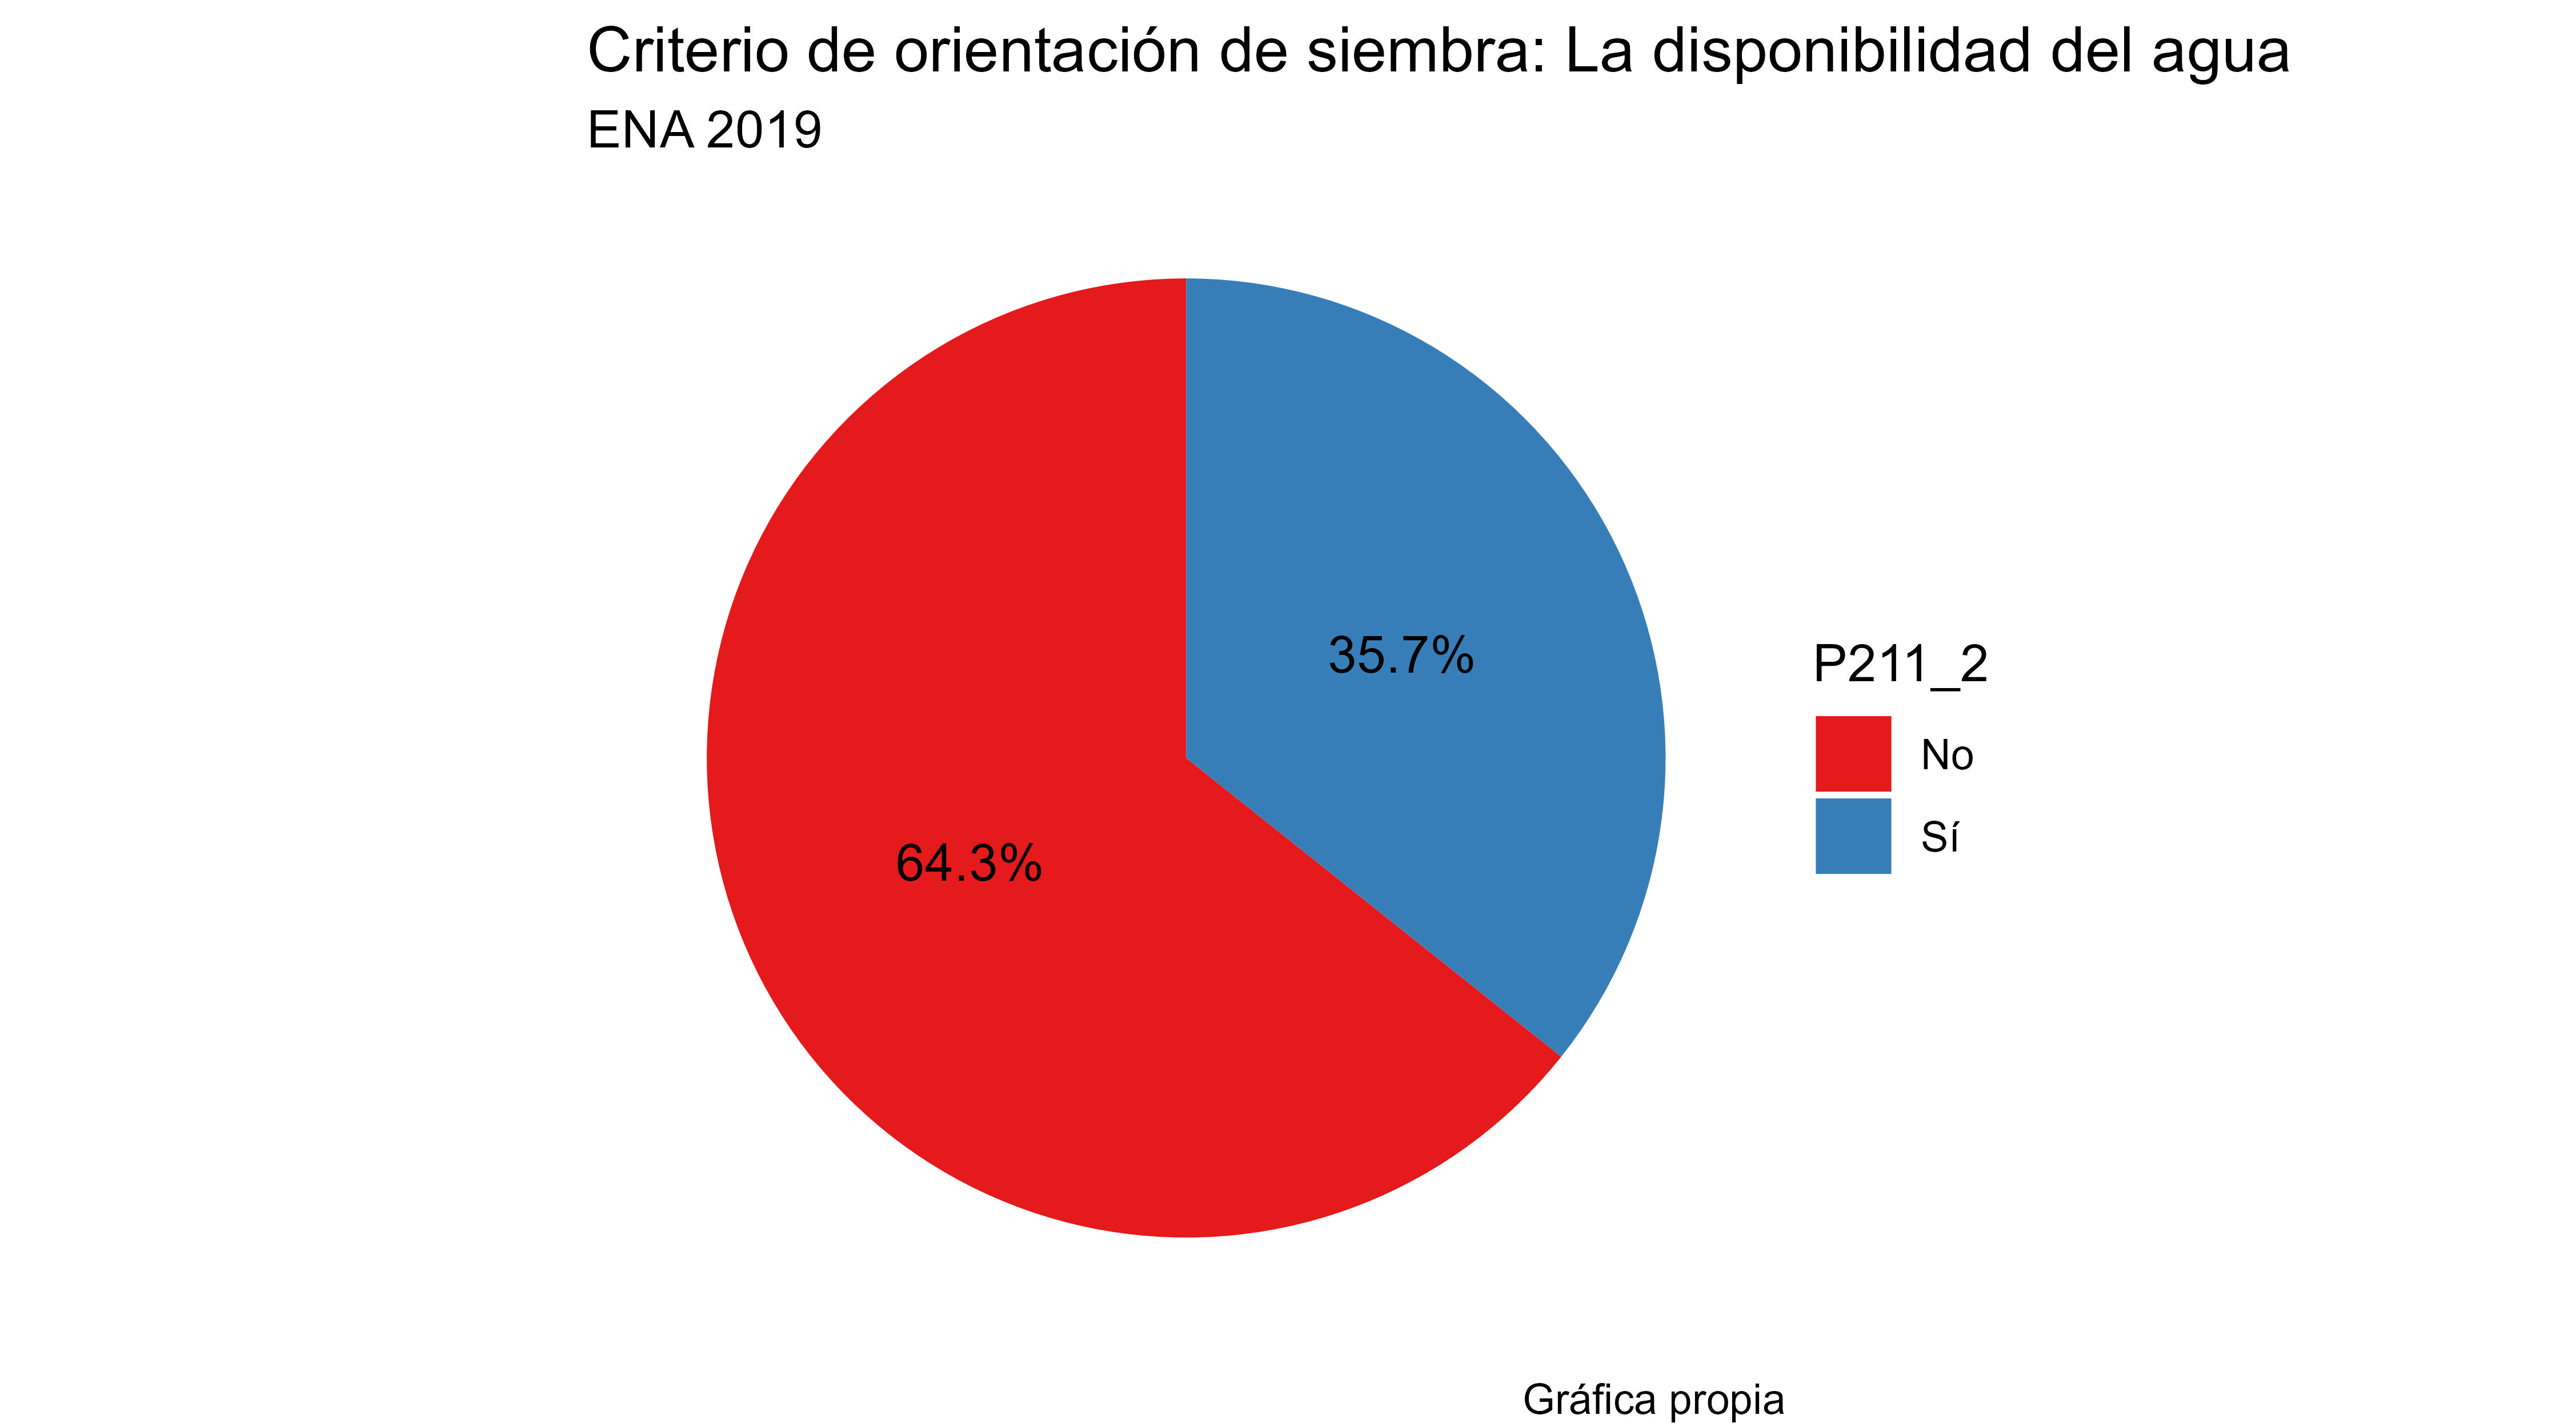 Criterio de orientación de siembra: La disponibilidad del agua
ENA 2019
35.7%
64.3%
P211_2
No
Sí
Gráfica propia